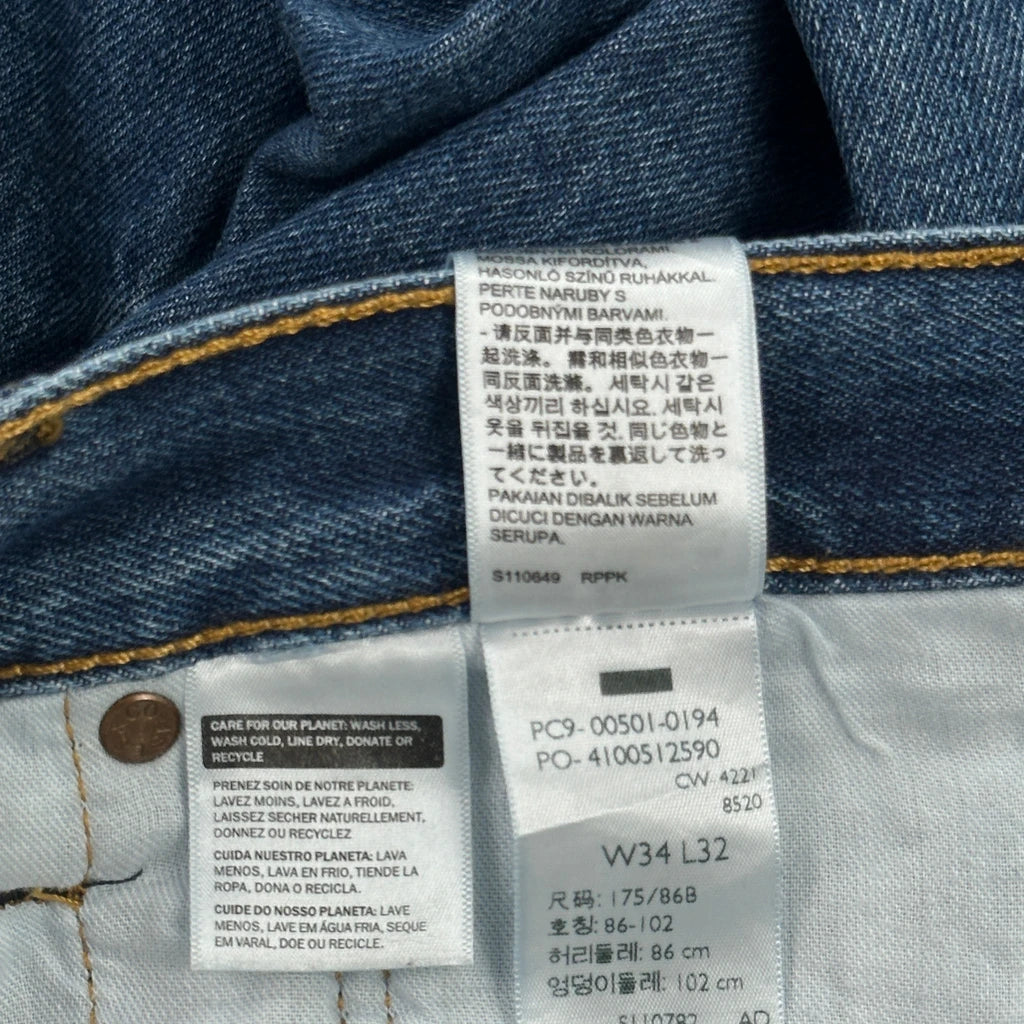 MOSSA KIFORDÍTVA,
HASONLÓ SZÍNŰ RUHÁKKAL.
PERTE NARUBY S
PODOBNÝMI BARVAMI.
- 请反面并与同类色衣物一
起洗涤。 需和相似色衣物一
同反面洗滌。 세탁시 같은
색상끼리 하십시요. 세탁시
옷을 뒤집을 것. 同じ色物と
一緒に製品を裏返して洗っ
てください。
PAKAIAN DIBALIK SEBELUM
DICUCI DENGAN WARNA
SERUPA.
S110649 RPPK
CARE FOR OUR PLANET: WASH LESS,
WASH COLD, LINE DRY, DONATE OR
RECYCLE
PRENEZ SOIN DE NOTRE PLANETE:
LAVEZ MOINS, LAVEZ A FROID,
LAISSEZ SECHER NATURELLEMENT,
DONNEZ OU RECYCLEZ
CUIDA NUESTRO PLANETA: LAVA
MENOS, LAVA EN FRIO, TIENDE LA
ROPA, DONA O RECICLA.
CUIDE DO NOSSO PLANETA: LAVE
MENOS, LAVE EM ÁGUA FRIA, SEQUE
EM VARAL, DOE OU RECICLE.
PC9- 00501-0194
PO- 4100512590
CW 4221
8520
W34 L32
尺码: 175/86B
호칭: 86-102
허리둘레: 86 cm
엉덩이둘레: 102 cm
S110782 AD